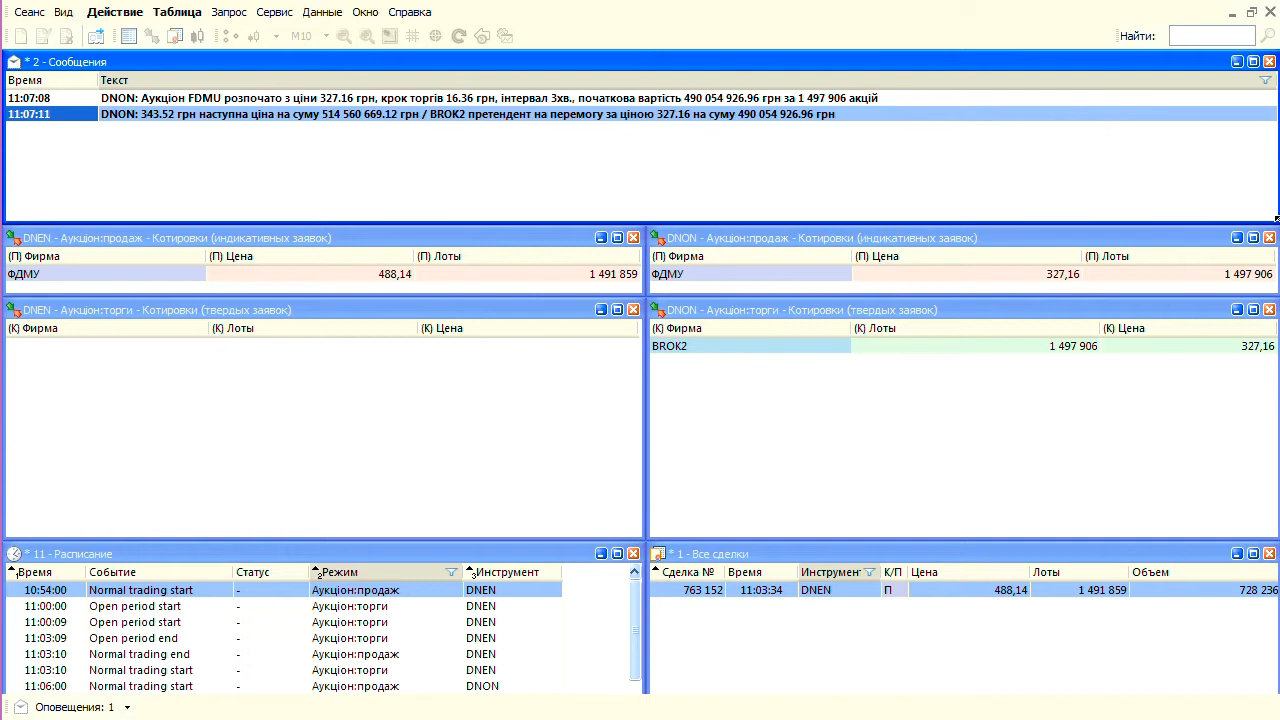 Сеанс Вид Действие Таблица Запрос Сервис Данные Окно Справка
M10 Найти:
* 2 - Сообщения
Время Текст
11:07:08 DNON: Аукціон FDMU розпочато з ціни 327.16 грн, крок торгів 16.36 грн, інтервал 3хв., початкова вартість 490 054 926.96 грн за 1 497 906 акцій
11:07:11 DNON: 343.52 грн наступна ціна на суму 514 560 669.12 грн / BROK2 претендент на перемогу за ціною 327.16 на суму 490 054 926.96 грн
DNEN - Аукціон:продаж - Котировки (индикативных заявок)
(П) Фирма (П) Цена (П) Лоты
ФДМУ 488,14 1 491 859
DNON - Аукціон:продаж - Котировки (индикативных заявок)
(П) Фирма (П) Цена (П) Лоты
ФДМУ 327,16 1 497 906
DNEN - Аукціон:торги - Котировки (твердых заявок)
(К) Фирма (К) Лоты (К) Цена
DNON - Аукціон:торги - Котировки (твердых заявок)
(К) Фирма (К) Лоты (К) Цена
BROK2 1 497 906 327,16
* 11 - Расписание
1 Время Событие Статус 2 Режим 3 Инструмент
10:54:00 Normal trading start - Аукціон:продаж DNEN
11:00:00 Open period start - Аукціон:торги DNEN
11:00:09 Open period start - Аукціон:торги DNEN
11:03:09 Open period end - Аукціон:торги DNEN
11:03:10 Normal trading end - Аукціон:продаж DNEN
11:03:10 Normal trading start - Аукціон:торги DNEN
11:06:00 Normal trading start - Аукціон:продаж DNON
* 1 - Все сделки
Сделка № Время Инструмент К/П Цена Лоты Объем
763 152 11:03:34 DNEN П 488,14 1 491 859 728 236
Оповещения: 1